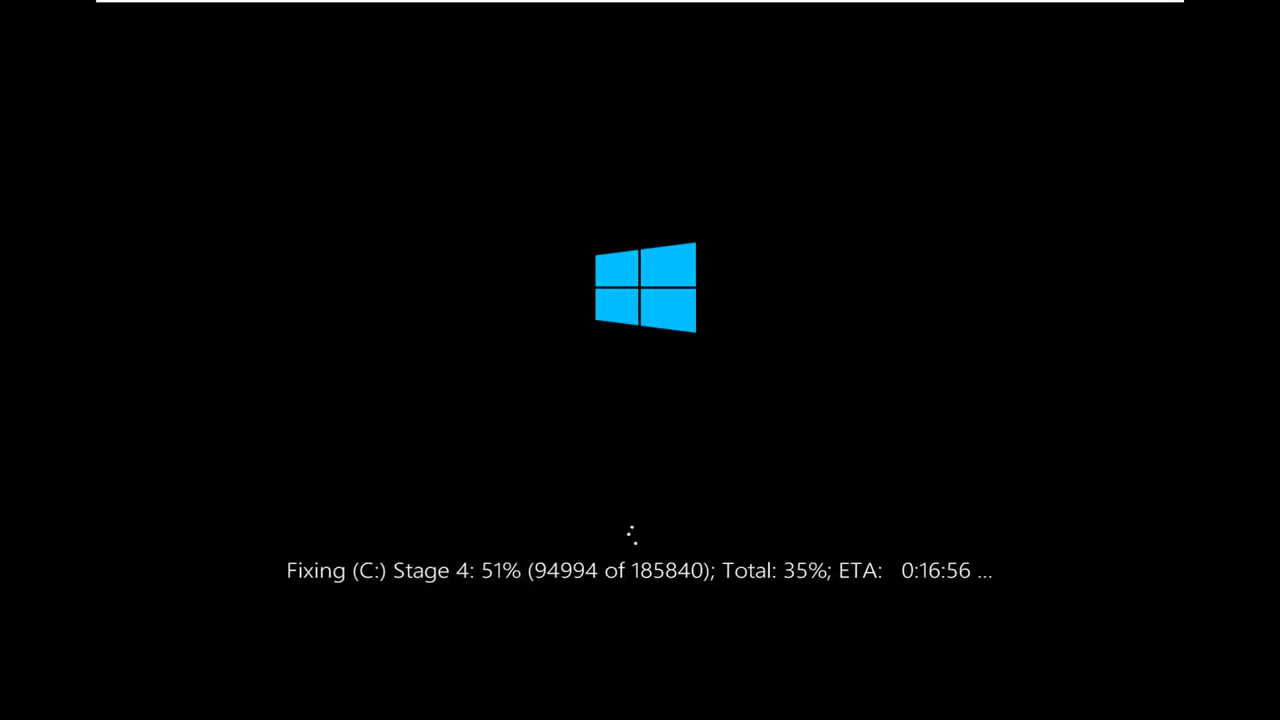 Fixing (C:) Stage 4: 51% (94994 of 185840); Total: 35%; ETA:   0:16:56 ...